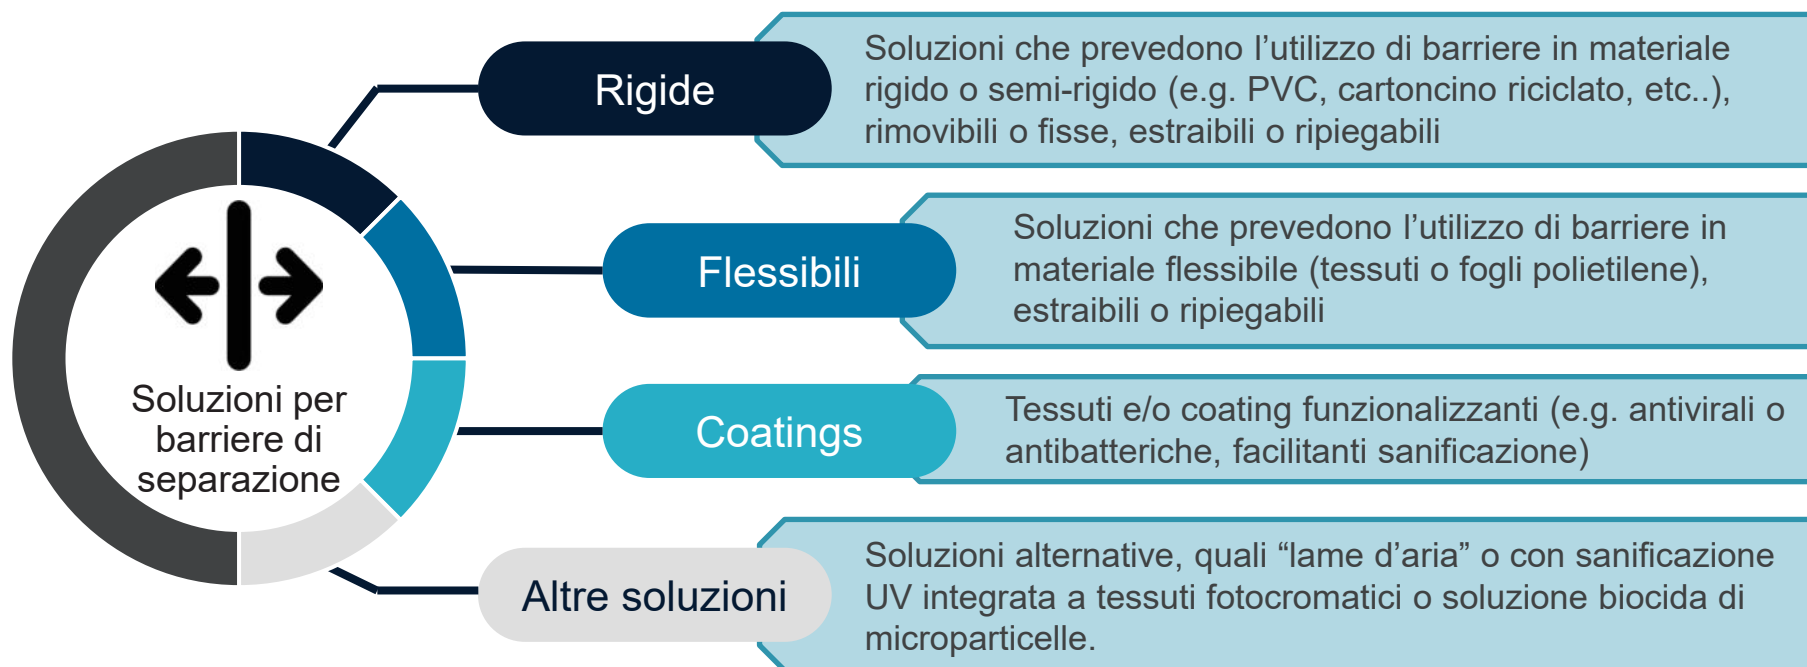 Rigide
Soluzioni che prevedono l’utilizzo di barriere in materiale
rigido o semi-rigido (e.g. PVC, cartoncino riciclato, etc..),
rimovibili o fisse, estraibili o ripiegabili
Flessibili
Soluzioni che prevedono l’utilizzo di barriere in
materiale flessibile (tessuti o fogli polietilene),
estraibili o ripiegabili
Soluzioni per
barriere di
separazione
Coatings
Tessuti e/o coating funzionalizzanti (e.g. antivirali o
antibatteriche, facilitanti sanificazione)
Altre soluzioni
Soluzioni alternative, quali “lame d’aria” o con sanificazione
UV integrata a tessuti fotocromatici o soluzione biocida di
microparticelle.